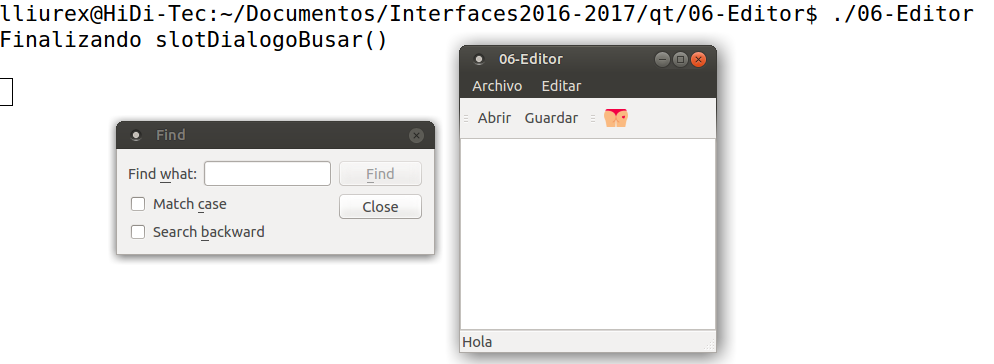 lliurex@HiDi-Tec:~/Documentos/Interfaces2016-2017/qt/06-Editor$ ./06-Editor
Finalizando slotDialogoBusar()
06-Editor
Archivo Editar
Abrir Guardar
Hola
Find
Find what: Find
Match case Close
Search backward